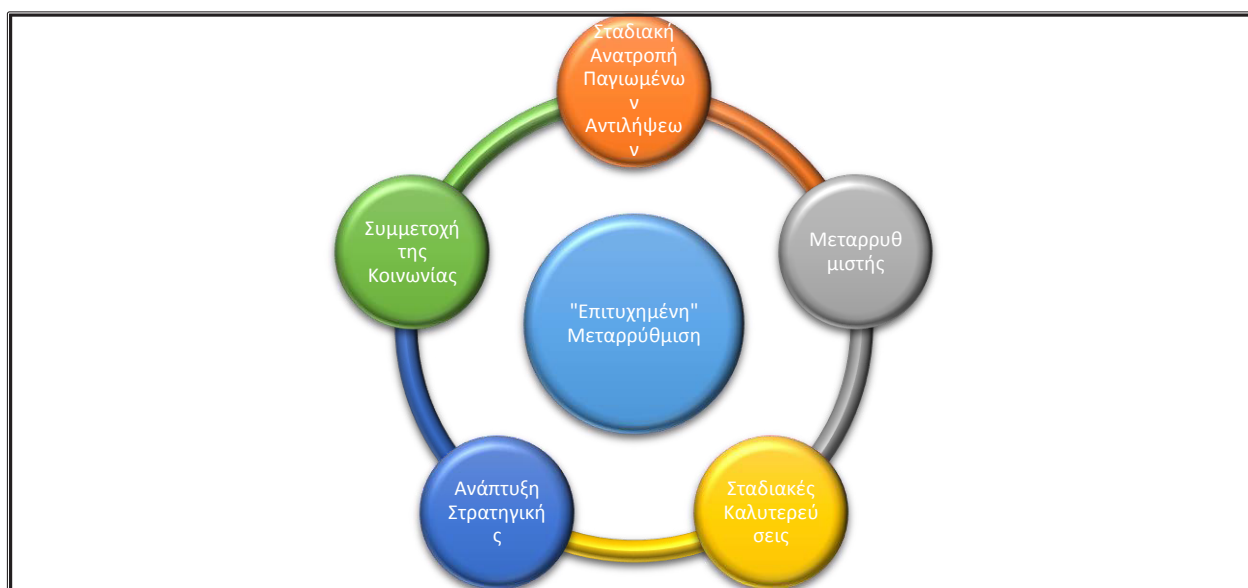 Σταδιακή
Ανατροπή
Παγιωμένω
ν
Αντιλήψεω
ν
Μεταρρυθ
μιστής
Σταδιακές
Καλυτερεύ
σεις
Ανάπτυξη
Στρατηγική
ς
Συμμετοχή
της
Κοινωνίας
"Επιτυχημένη"
Μεταρρύθμιση